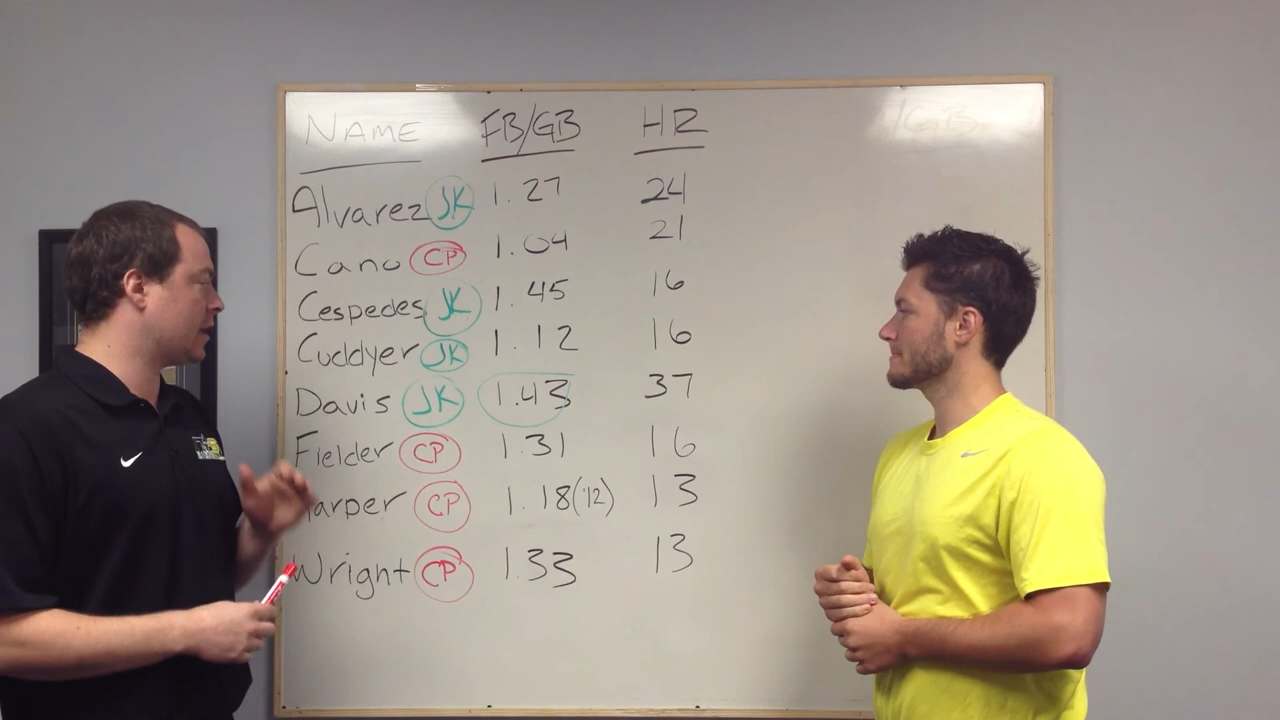 NAME FB/GB HR /GB
Alvarez JK 1.27 24
Cano CP 1.04 21
Cespedes JK 1.45 16
Cuddyer JK 1.12 16
Davis JK 1.43 37
Fielder CP 1.31 16
arper CP 1.18('12) 13
Wright CP 1.33 13